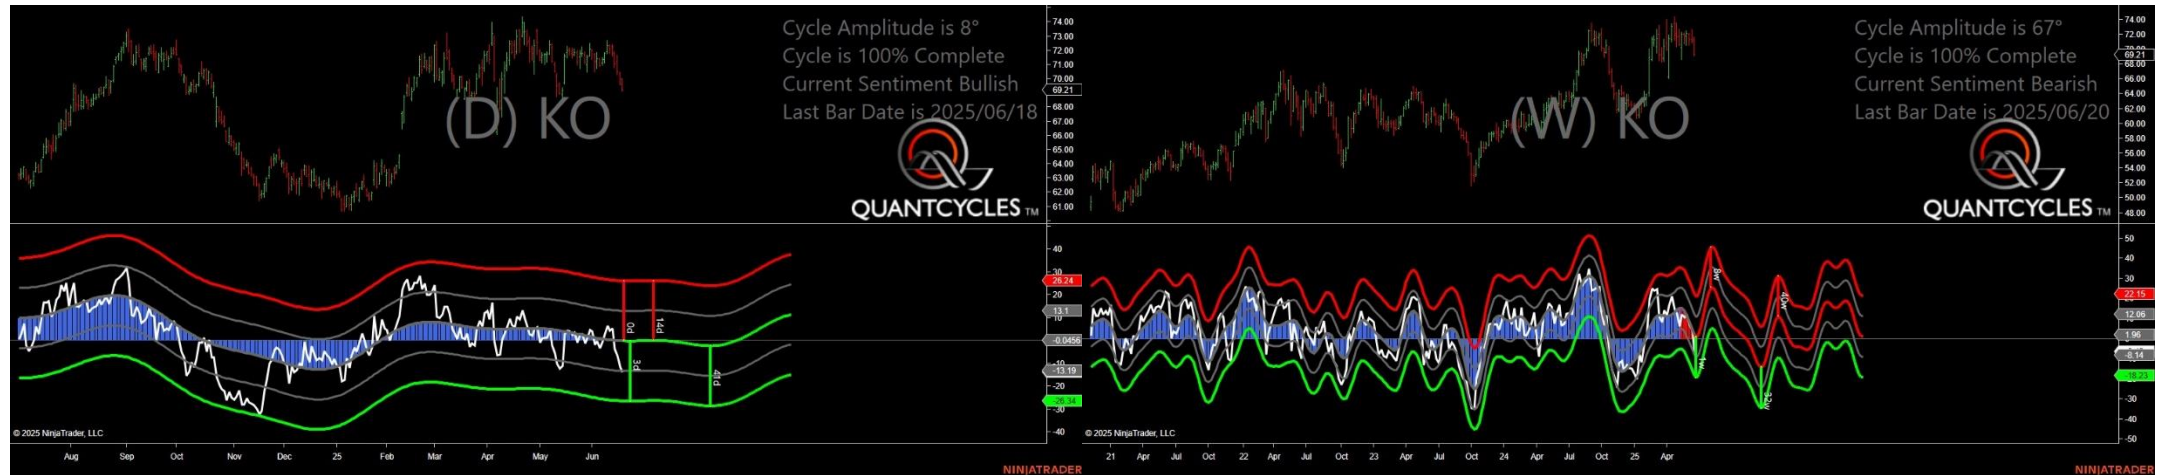 Cycle Amplitude is 8°
Cycle is 100% Complete
Current Sentiment Bullish
Last Bar Date is 2025/06/18
(D) KO
QUANTCYCLES TM
74.00
73.00
72.00
71.00
70.00
69.21
68.00
67.00
66.00
65.00
64.00
63.00
62.00
61.00
40
30
26.24
20
13.1
10
-0.0456
-10
-13.19
-20
-26.34
-30
-40
0d
14d
3d
41d
© 2025 NinjaTrader, LLC
Aug Sep Oct Nov Dec 25 Feb Mar Apr May Jun
NINJATRADER
Cycle Amplitude is 67°
Cycle is 100% Complete
Current Sentiment Bearish
Last Bar Date is 2025/06/20
(W) KO
QUANTCYCLES TM
74.00
72.00
69.21
68.00
66.00
64.00
62.00
60.00
58.00
56.00
54.00
52.00
50.00
48.00
50
40
30
22.15
12.06
1.96
-8.14
-18.23
-30
-40
-50
8w
40w
1w
32w
© 2025 NinjaTrader, LLC
21 Apr Jul Oct 22 Apr Jul Oct 23 Apr Jul Oct 24 Apr Jul Oct 25 Apr
NINJATRADER